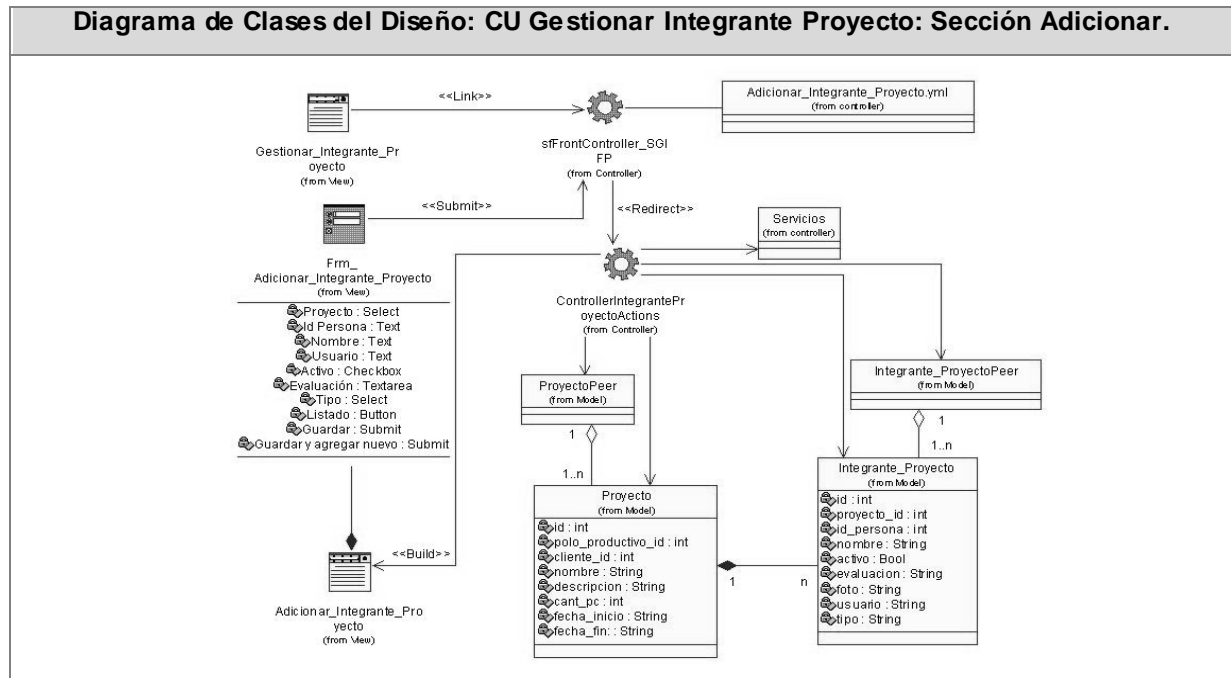 Diagrama de Clases del Diseño: CU Gestionar Integrante Proyecto: Sección Adicionar.
<<Link>>
Adicionar_Integrante_Proyecto.yml
(from controller)
Gestionar_Integrante_Pr
oyecto
(from View)
sfFrontController_SGI
FP
(from Controller)
<<Submit>>
<<Redirect>>
Servicios
(from controller)
Frm_
Adicionar_Integrante_Proyecto
(from View)
Proyecto : Select
Id Persona : Text
Nombre : Text
Usuario : Text
Activo : Checkbox
Evaluación : Textarea
Tipo : Select
Listado : Button
Guardar : Submit
Guardar y agregar nuevo : Submit
ControllerIntegrantePr
oyectoActions
(from Controller)
ProyectoPeer
(from Model)
1
1..n
Integrante_ProyectoPeer
(from Model)
1
1..n
Proyecto
(from Model)
id : int
polo_productivo_id : int
cliente_id : int
nombre : String
descripcion : String
cant_pc : int
fecha_inicio : String
fecha_fin: : String
1
n
Integrante_Proyecto
(from Model)
id : int
proyecto_id : int
id_persona : int
nombre : String
activo : Bool
evaluacion : String
foto : String
usuario : String
tipo : String
<<Build>>
Adicionar_Integrante_Pro
yecto
(from View)